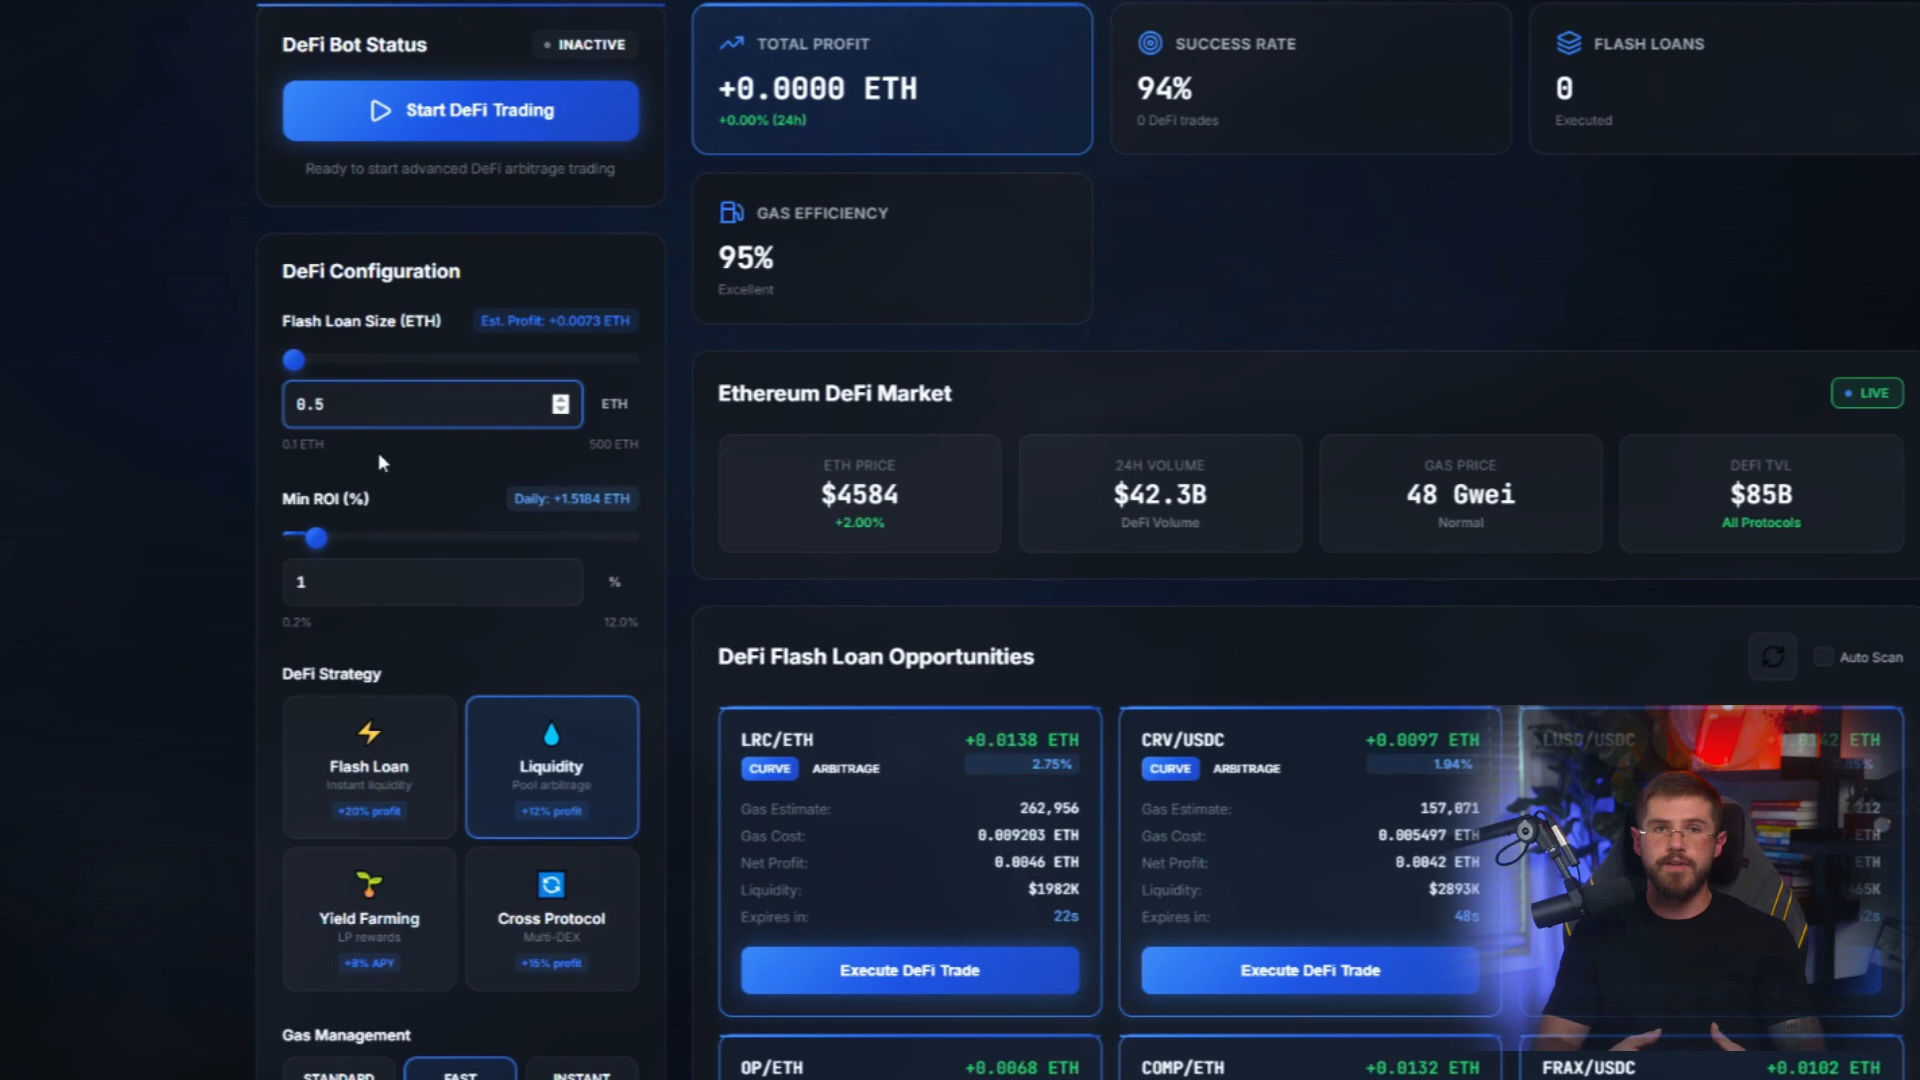 DeFi Bot Status
INACTIVE
Start DeFi Trading
Ready to start advanced DeFi arbitrage trading
DeFi Configuration
Flash Loan Size (ETH)
Est. Profit: +0.0073 ETH
0.5
ETH
0.1 ETH
500 ETH
Min ROI (%)
Daily: +1.5184 ETH
1
%
0.2%
12.0%
DeFi Strategy
Flash Loan
Instant liquidity
+20% profit
Liquidity
Pool arbitrage
+12% profit
Yield Farming
LP rewards
+8% APY
Cross Protocol
Multi-DEX
+15% profit
Gas Management
STANDARD
FAST
INSTANT
TOTAL PROFIT
+0.0000 ETH
+0.00% (24h)
SUCCESS RATE
94%
0 DeFi trades
FLASH LOANS
0
Executed
GAS EFFICIENCY
95%
Excellent
Ethereum DeFi Market
LIVE
ETH PRICE
$4584
+2.00%
24H VOLUME
$42.3B
DeFi Volume
GAS PRICE
48 Gwei
Normal
DEFI TVL
$85B
All Protocols
DeFi Flash Loan Opportunities
Auto Scan
LRC/ETH
+0.0138 ETH
CURVE
ARBITRAGE
2.75%
Gas Estimate:
262,956
Gas Cost:
0.009203 ETH
Net Profit:
0.0046 ETH
Liquidity:
$1982K
Expires in:
22s
Execute DeFi Trade
CRV/USDC
+0.0097 ETH
CURVE
ARBITRAGE
1.94%
Gas Estimate:
157,071
Gas Cost:
0.005497 ETH
Net Profit:
0.0042 ETH
Liquidity:
$2893K
Expires in:
48s
Execute DeFi Trade
LUSD/USDC
ETH
ETH
ETH
OP/ETH
+0.0068 ETH
COMP/ETH
+0.0132 ETH
FRAX/USDC
+0.0102 ETH